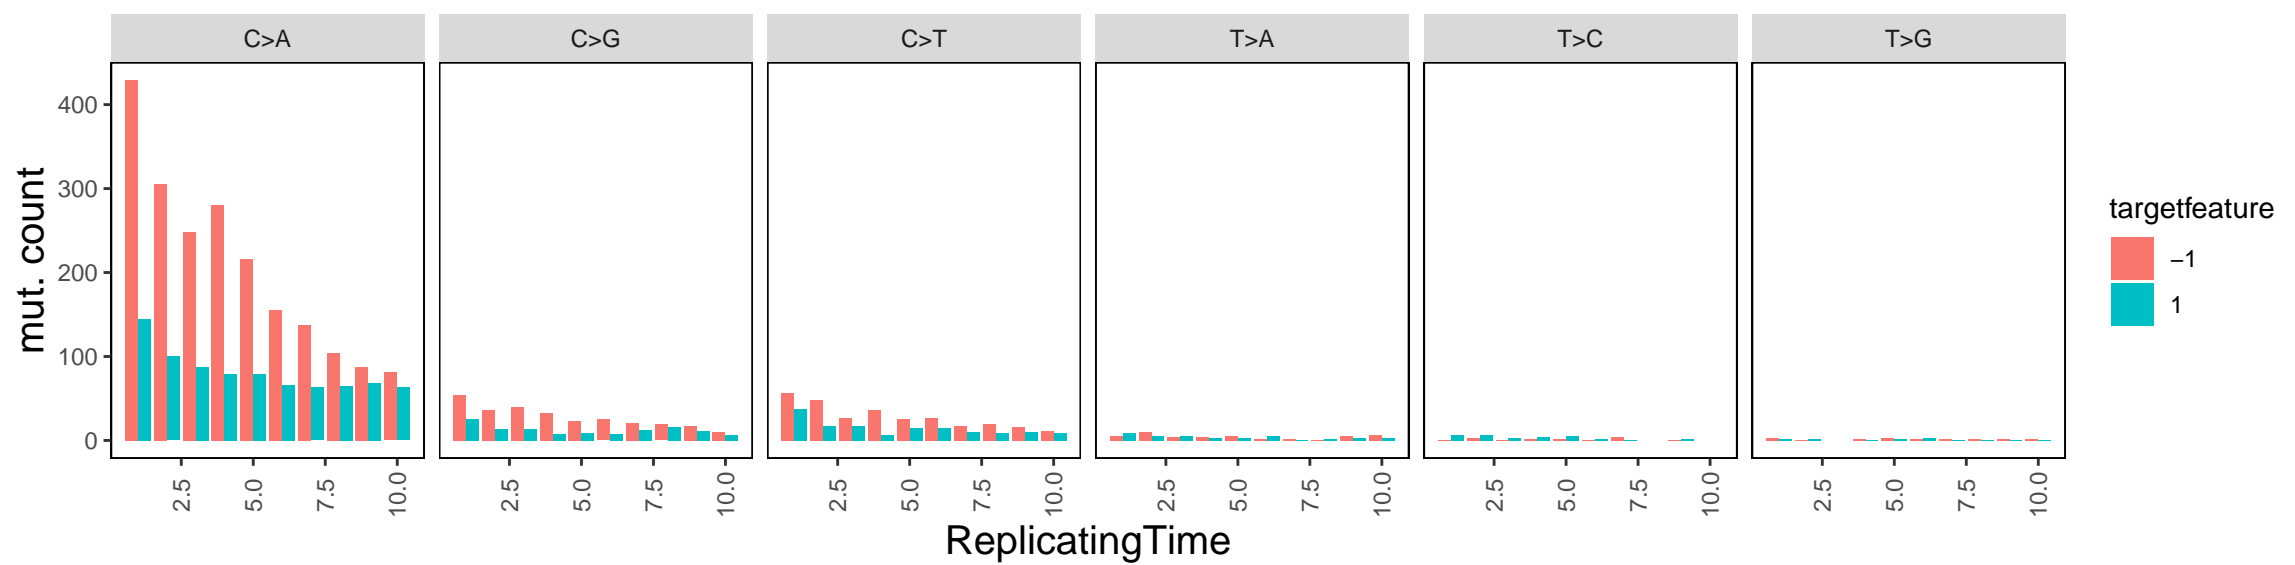 C>A C>G C>T T>A T>C T>G
mut. count
400
300
200
100
0
2.5 5.0 7.5 10.0 2.5 5.0 7.5 10.0 2.5 5.0 7.5 10.0 2.5 5.0 7.5 10.0 2.5 5.0 7.5 10.0 2.5 5.0 7.5 10.0
ReplicatingTime
targetfeature
−1
1